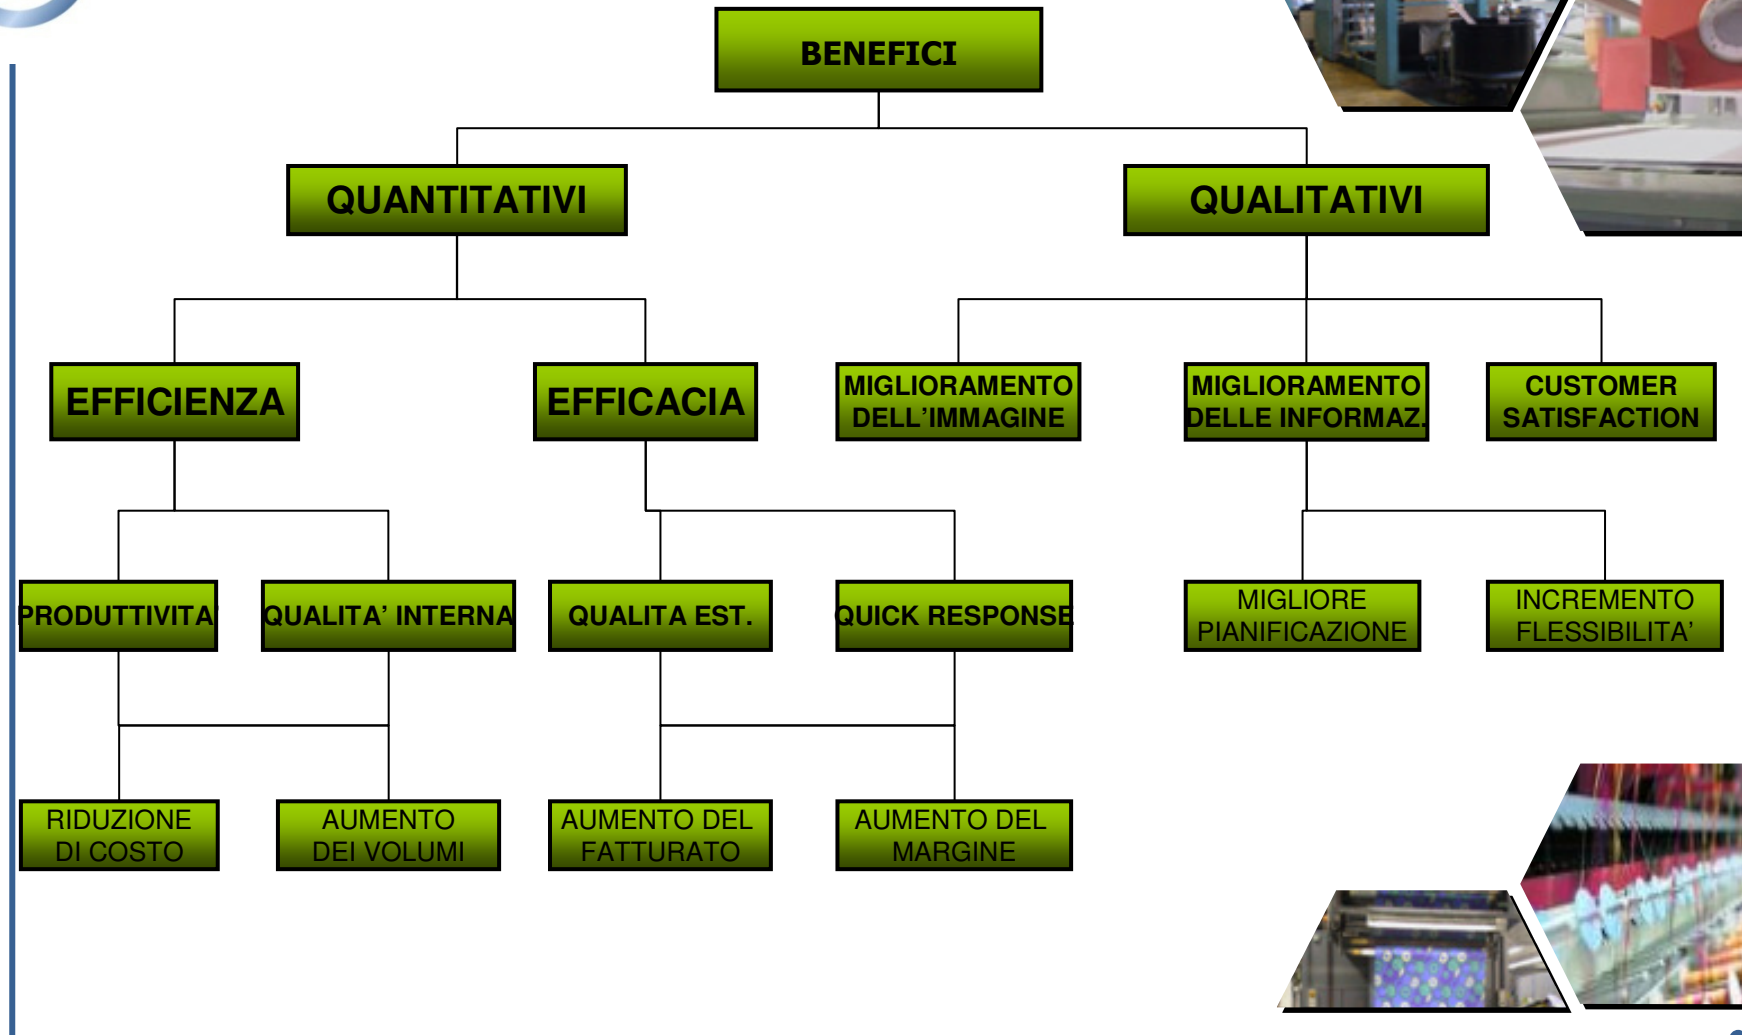 BENEFICI
QUANTITATIVI
QUALITATIVI
EFFICIENZA
EFFICACIA
MIGLIORAMENTO
DELL’IMMAGINE
MIGLIORAMENTO
DELLE INFORMAZ.
CUSTOMER
SATISFACTION
PRODUTTIVITA’
QUALITA’ INTERNA
QUALITA EST.
QUICK RESPONSE
MIGLIORE
PIANIFICAZIONE
INCREMENTO
FLESSIBILITA’
RIDUZIONE
DI COSTO
AUMENTO
DEI VOLUMI
AUMENTO DEL
FATTURATO
AUMENTO DEL
MARGINE